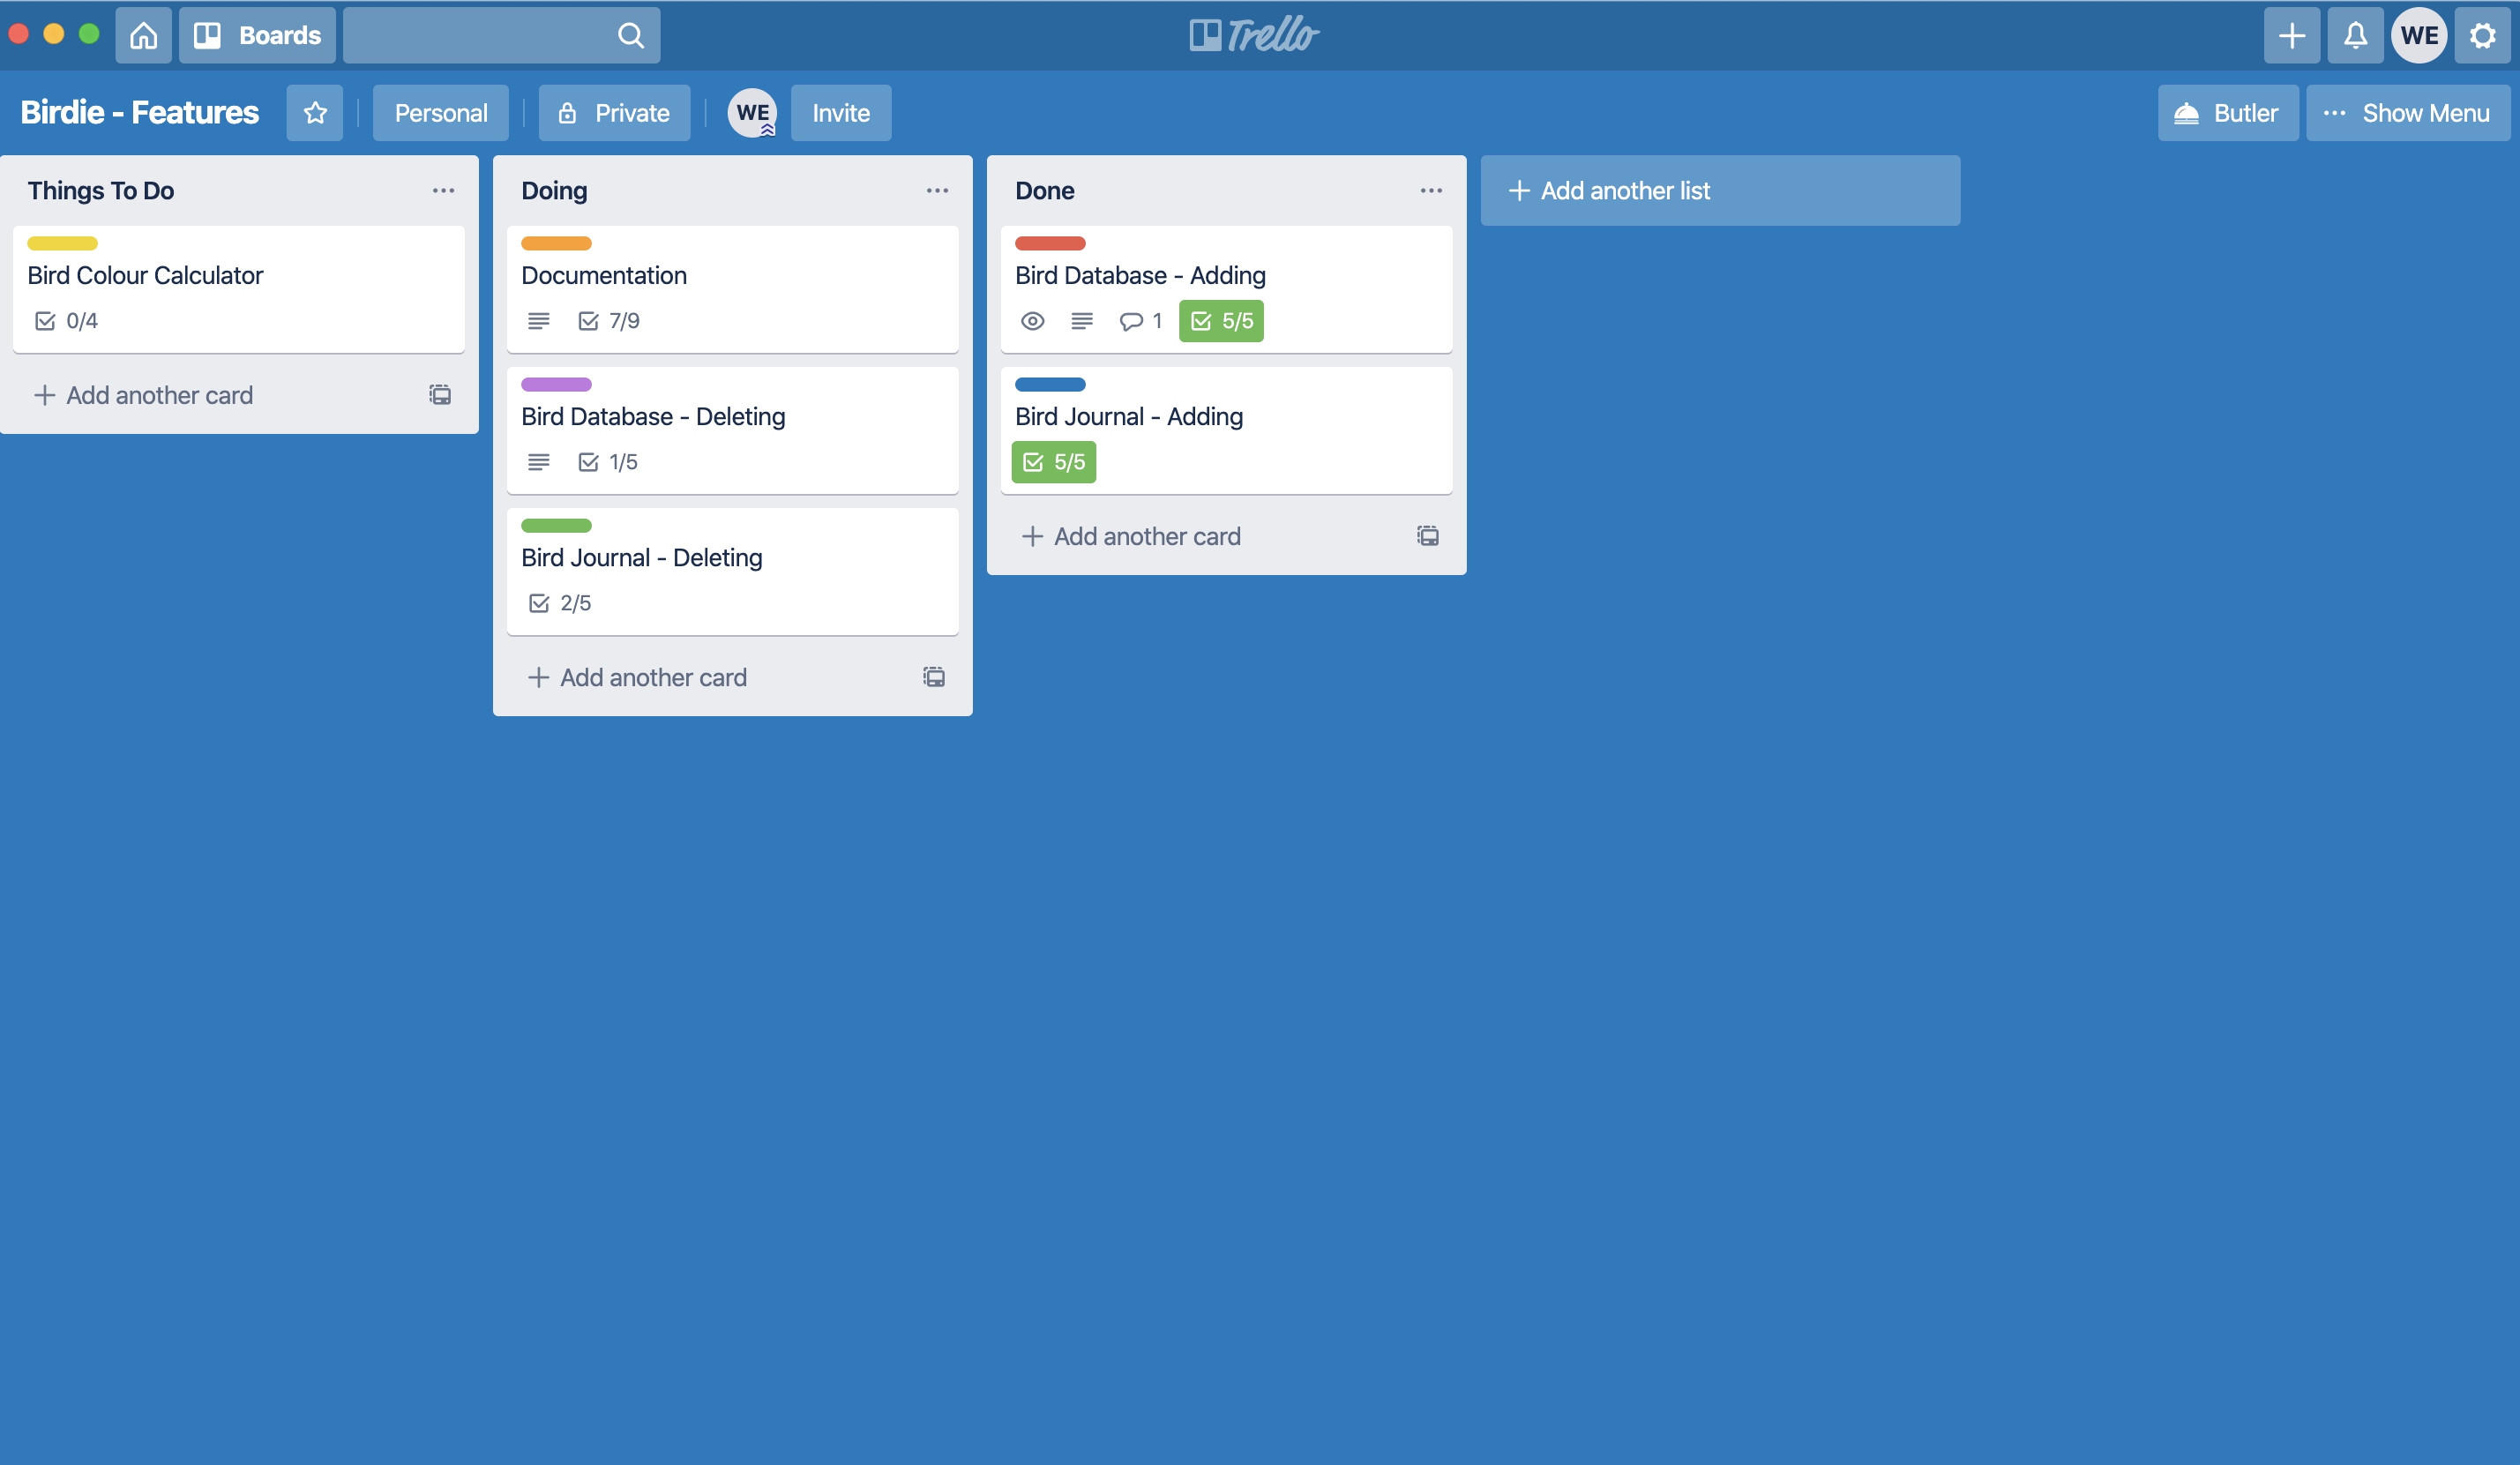 Boards
Trello
WE
Birdie - Features
Personal
Private
WE
Invite
Butler
Show Menu
Things To Do
Bird Colour Calculator
0/4
Add another card
Doing
Documentation
7/9
Bird Database - Deleting
1/5
Bird Journal - Deleting
2/5
Add another card
Done
Bird Database - Adding
1
5/5
Bird Journal - Adding
5/5
Add another card
Add another list